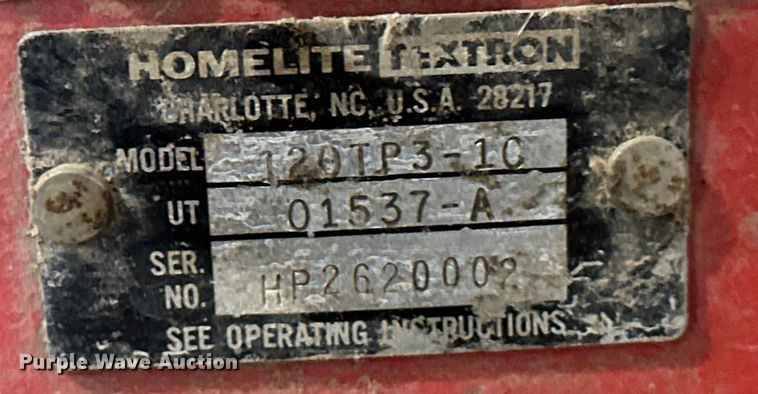 HOMELITE TEXTRON
CHARLOTTE, NC, U.S.A. 28217
MODEL 120TP3-1C
UT 01537-A
SER. NO. HP2620002
SEE OPERATING INSTRUCTIONS
Purple Wave Auction